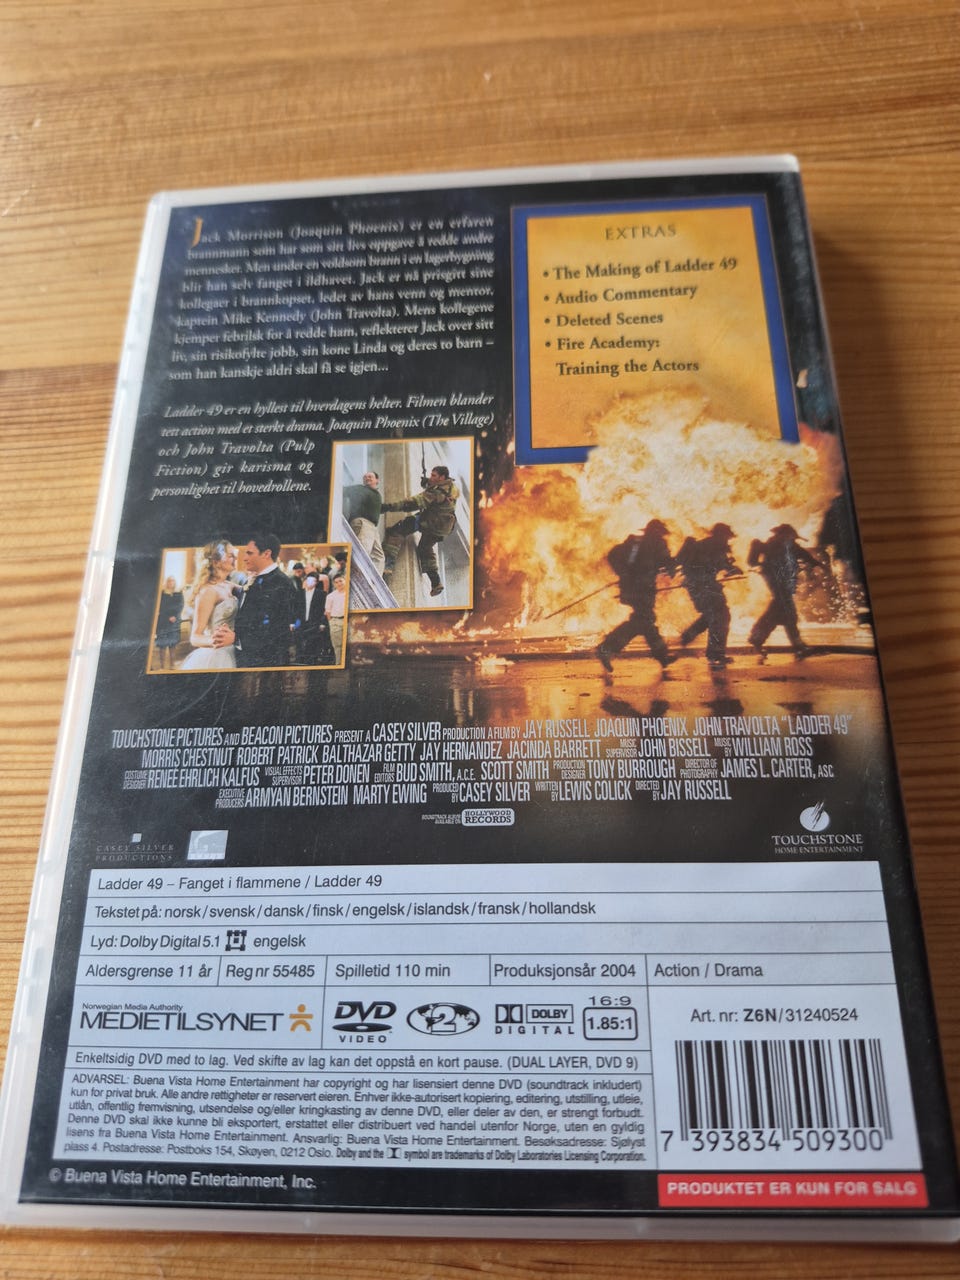 Jack Morrison (Joaquin Phoenix) er en erfaren
brannmann som har som sin livs oppgave å redde andre
mennesker. Men under en voldsom brann i en lagerbygning
blir han selv fanget i ildhavet. Jack er nå prisgitt sine
kollegaer i brannkorpset, ledet av hans venn og mentor,
kaptein Mike Kennedy (John Travolta). Mens kollegene
kjemper febrilsk for å redde ham, reflekterer Jack over sitt
liv, sin risikofylte jobb, sin kone Linda og deres to barn –
som han kanskje aldri skal få se igjen...
Ladder 49 er en hyllest til hverdagens helter. Filmen blander
tett action med et sterkt drama. Joaquin Phoenix (The Village)
och John Travolta (Pulp
Fiction) gir karisma og
personlighet til hovedrollene.
EXTRAS
• The Making of Ladder 49
• Audio Commentary
• Deleted Scenes
• Fire Academy:
Training the Actors
TOUCHSTONE PICTURES AND BEACON PICTURES PRESENT A CASEY SILVER PRODUCTION A FILM BY JAY RUSSELL JOAQUIN PHOENIX JOHN TRAVOLTA "LADDER 49"
MORRIS CHESTNUT ROBERT PATRICK BALTHAZAR GETTY JAY HERNANDEZ JACINDA BARRETT MUSIC SUPERVISOR JOHN BISSELL MUSIC BY WILLIAM ROSS
COSTUME DESIGNER RENÉE EHRLICH KALFUS VISUAL EFFECTS SUPERVISOR PETER DONEN FILM EDITORS BUD SMITH, A.C.E. SCOTT SMITH PRODUCTION DESIGNER TONY BURROUGH DIRECTOR OF PHOTOGRAPHY JAMES L. CARTER, ASC
EXECUTIVE PRODUCERS ARMYAN BERNSTEIN MARTY EWING PRODUCED BY CASEY SILVER WRITTEN BY LEWIS COLICK DIRECTED BY JAY RUSSELL
SOUNDTRACK ALBUM AVAILABLE ON HOLLYWOOD RECORDS
CASEY SILVER
PRODUCTIONS
TOUCHSTONE
HOME ENTERTAINMENT
Ladder 49 – Fanget i flammene / Ladder 49
Tekstet på: norsk/svensk/dansk/finsk/engelsk/islandsk/fransk/hollandsk
Lyd: Dolby Digital 5.1 engelsk
Aldersgrense 11 år Reg nr 55485 Spilletid 110 min Produksjonsår 2004 Action / Drama
Norwegian Media Authority
MEDIETILSYNET
DVD
VIDEO
2
DOLBY
DIGITAL
16:9
1.85:1
Art. nr: Z6N/31240524
Enkeltsidig DVD med to lag. Ved skifte av lag kan det oppstå en kort pause. (DUAL LAYER, DVD 9)
ADVARSEL: Buena Vista Home Entertainment har copyright og har lisensiert denne DVD (soundtrack inkludert)
kun for privat bruk. Alle andre rettigheter er reservert eieren. Enhver ikke-autorisert kopiering, editering, utstilling, utleie,
utlån, offentlig fremvisning, utsendelse og/eller kringkasting av denne DVD, eller deler av den, er strengt forbudt.
Denne DVD skal ikke kunne bli eksportert, erstattet eller distribuert ved handel utenfor Norge, uten en gyldig
lisens fra Buena Vista Home Entertainment. Ansvarlig: Buena Vista Home Entertainment. Besøksadresse: Sjølyst
plass 4. Postadresse: Postboks 154, Skøyen, 0212 Oslo. Dolby and the symbol are trademarks of Dolby Laboratories Licensing Corporation.
7 393834 509300
© Buena Vista Home Entertainment, Inc.
PRODUKTET ER KUN FOR SALG